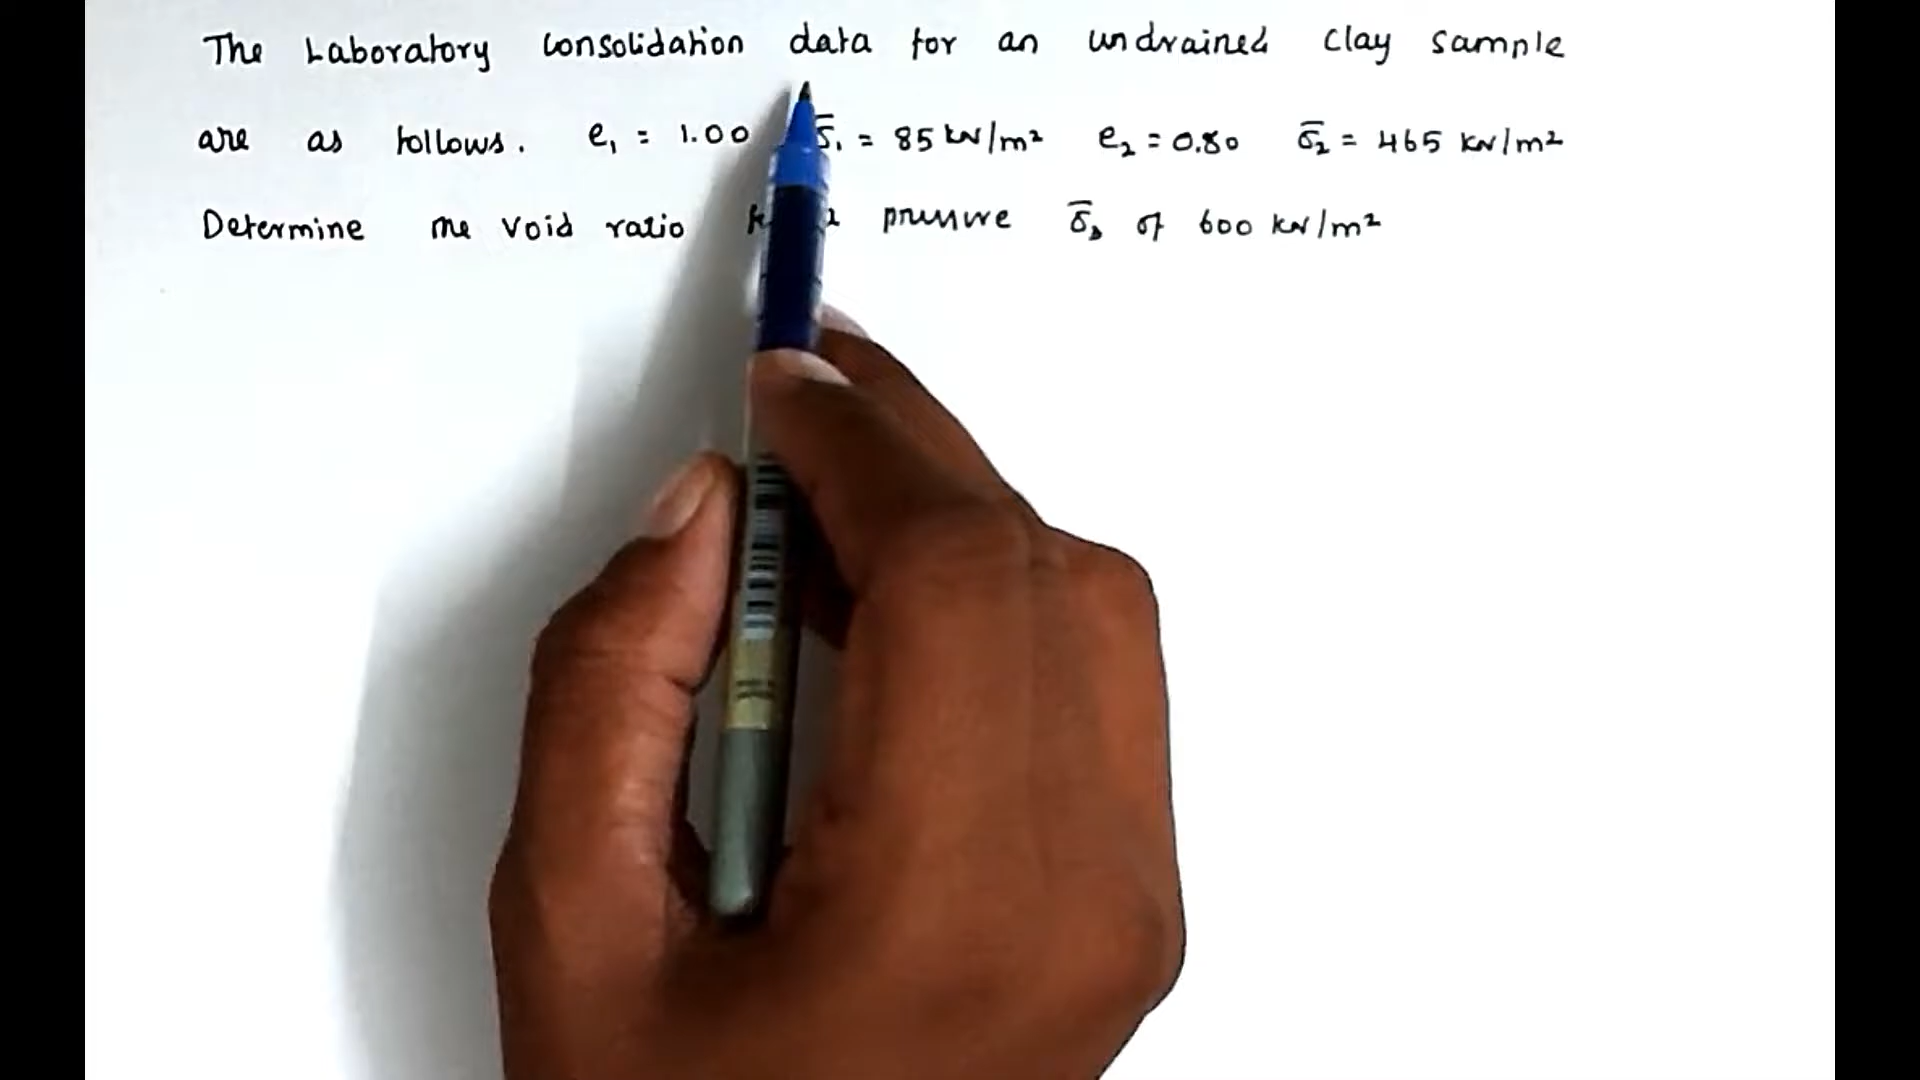 The Laboratory consolidation data for an undrained clay sample
are as follows. e₁ = 1.00 σ̅₁ = 85 kN/m² e₂ = 0.80 σ̅₂ = 465 kN/m²
Determine the void ratio pressure σ̅₃ of 600 kN/m²